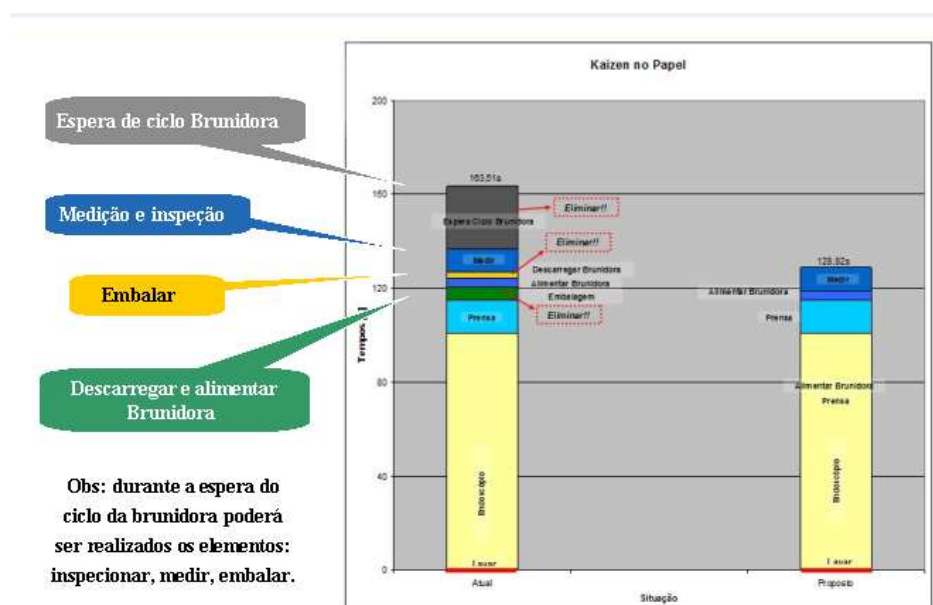 Kaizen no Papel
Espera de ciclo Brunidora
Medição e inspeção
Embalar
Descarregar e alimentar
Brunidora
Obs: durante a espera do
ciclo da brunidora poderá
ser realizados os elementos:
inspecionar, medir, embalar.
200
160
120
80
40
0
163,51s
Espera Ciclo Brunidora
Eliminar!!
Medir
Eliminar!!
Descarregar Brunidora
Alimentar Brunidora
Embalagem
Eliminar!!
Prensa
Endoscópio
Lavar
Atual
128,82s
Medir
Alimentar Brunidora
Prensa
Alimentar Brunidora
Prensa
Endoscópio
Lavar
Proposto
Situação